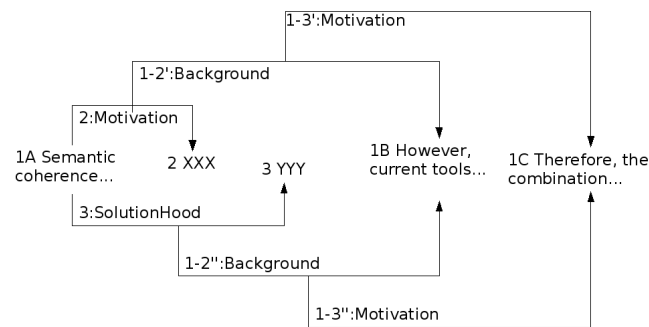 1-3':Motivation
1-2':Background
2:Motivation
1A Semantic
coherence...
2 XXX
3 YYY
1B However,
current tools...
1C Therefore, the
combination...
3:SolutionHood
1-2'':Background
1-3'':Motivation